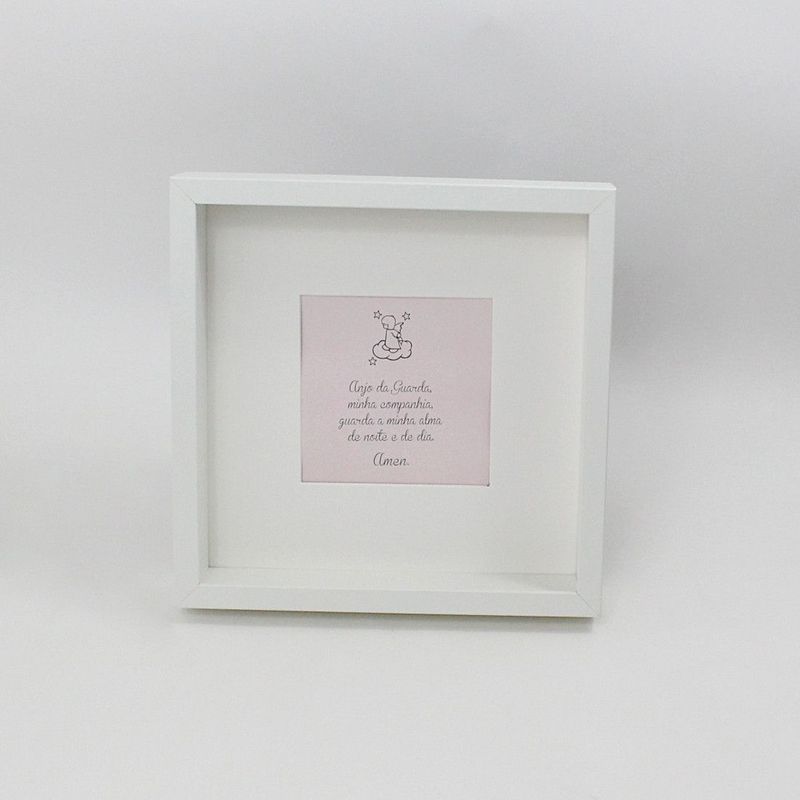 Anjo da Guarda,
minha companhia,
guarda a minha alma
de noite e de dia.
Amen.